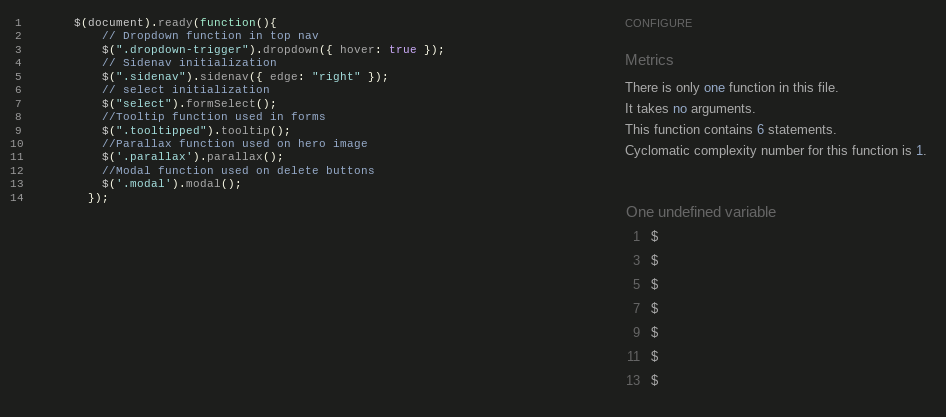 1 $(document).ready(function(){
2 // Dropdown function in top nav
3 $(".dropdown-trigger").dropdown({ hover: true });
4 // Sidenav initialization
5 $(".sidenav").sidenav({ edge: "right" });
6 // select initialization
7 $("select").formSelect();
8 //Tooltip function used in forms
9 $(".tooltipped").tooltip();
10 //Parallax function used on hero image
11 $('.parallax').parallax();
12 //Modal function used on delete buttons
13 $('.modal').modal();
14 });
CONFIGURE
Metrics
There is only one function in this file.
It takes no arguments.
This function contains 6 statements.
Cyclomatic complexity number for this function is 1.
One undefined variable
1 $
3 $
5 $
7 $
9 $
11 $
13 $